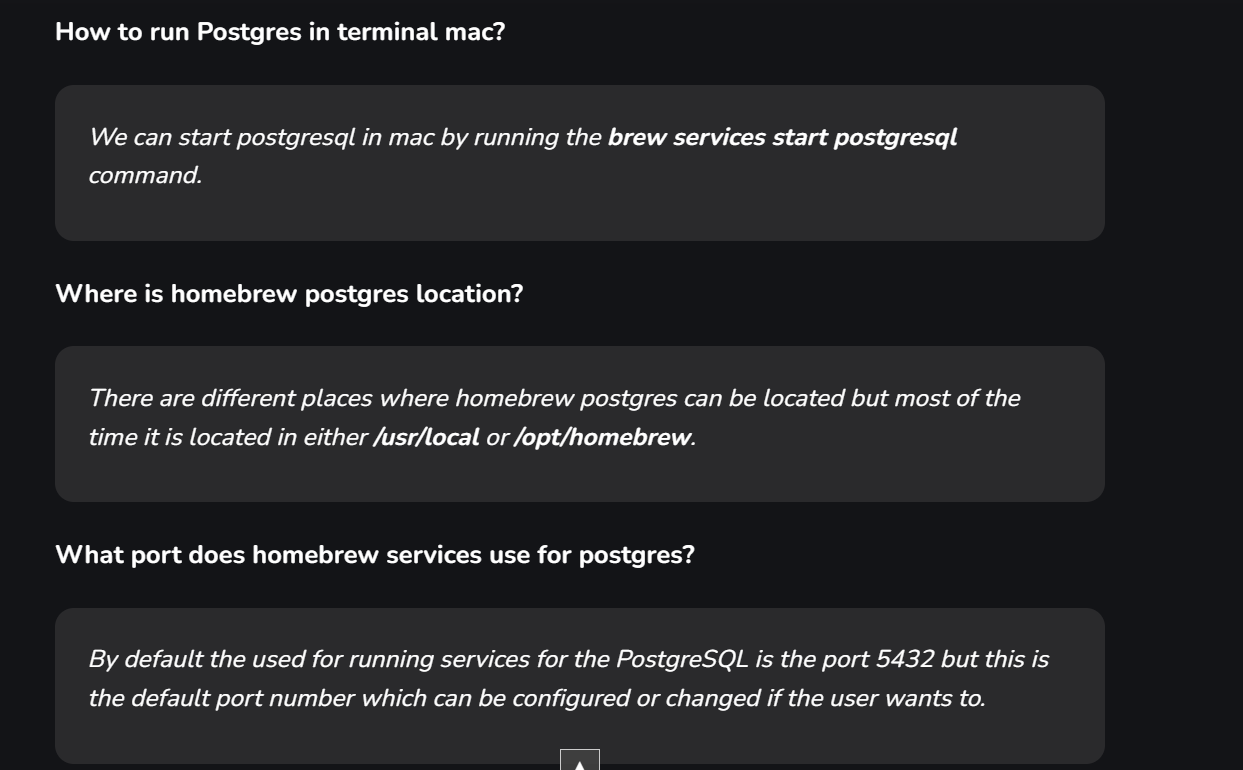 How to run Postgres in terminal mac?
We can start postgresql in mac by running the brew services start postgresql
command.
Where is homebrew postgres location?
There are different places where homebrew postgres can be located but most of the
time it is located in either /usr/local or /opt/homebrew.
What port does homebrew services use for postgres?
By default the used for running services for the PostgreSQL is the port 5432 but this is
the default port number which can be configured or changed if the user wants to.